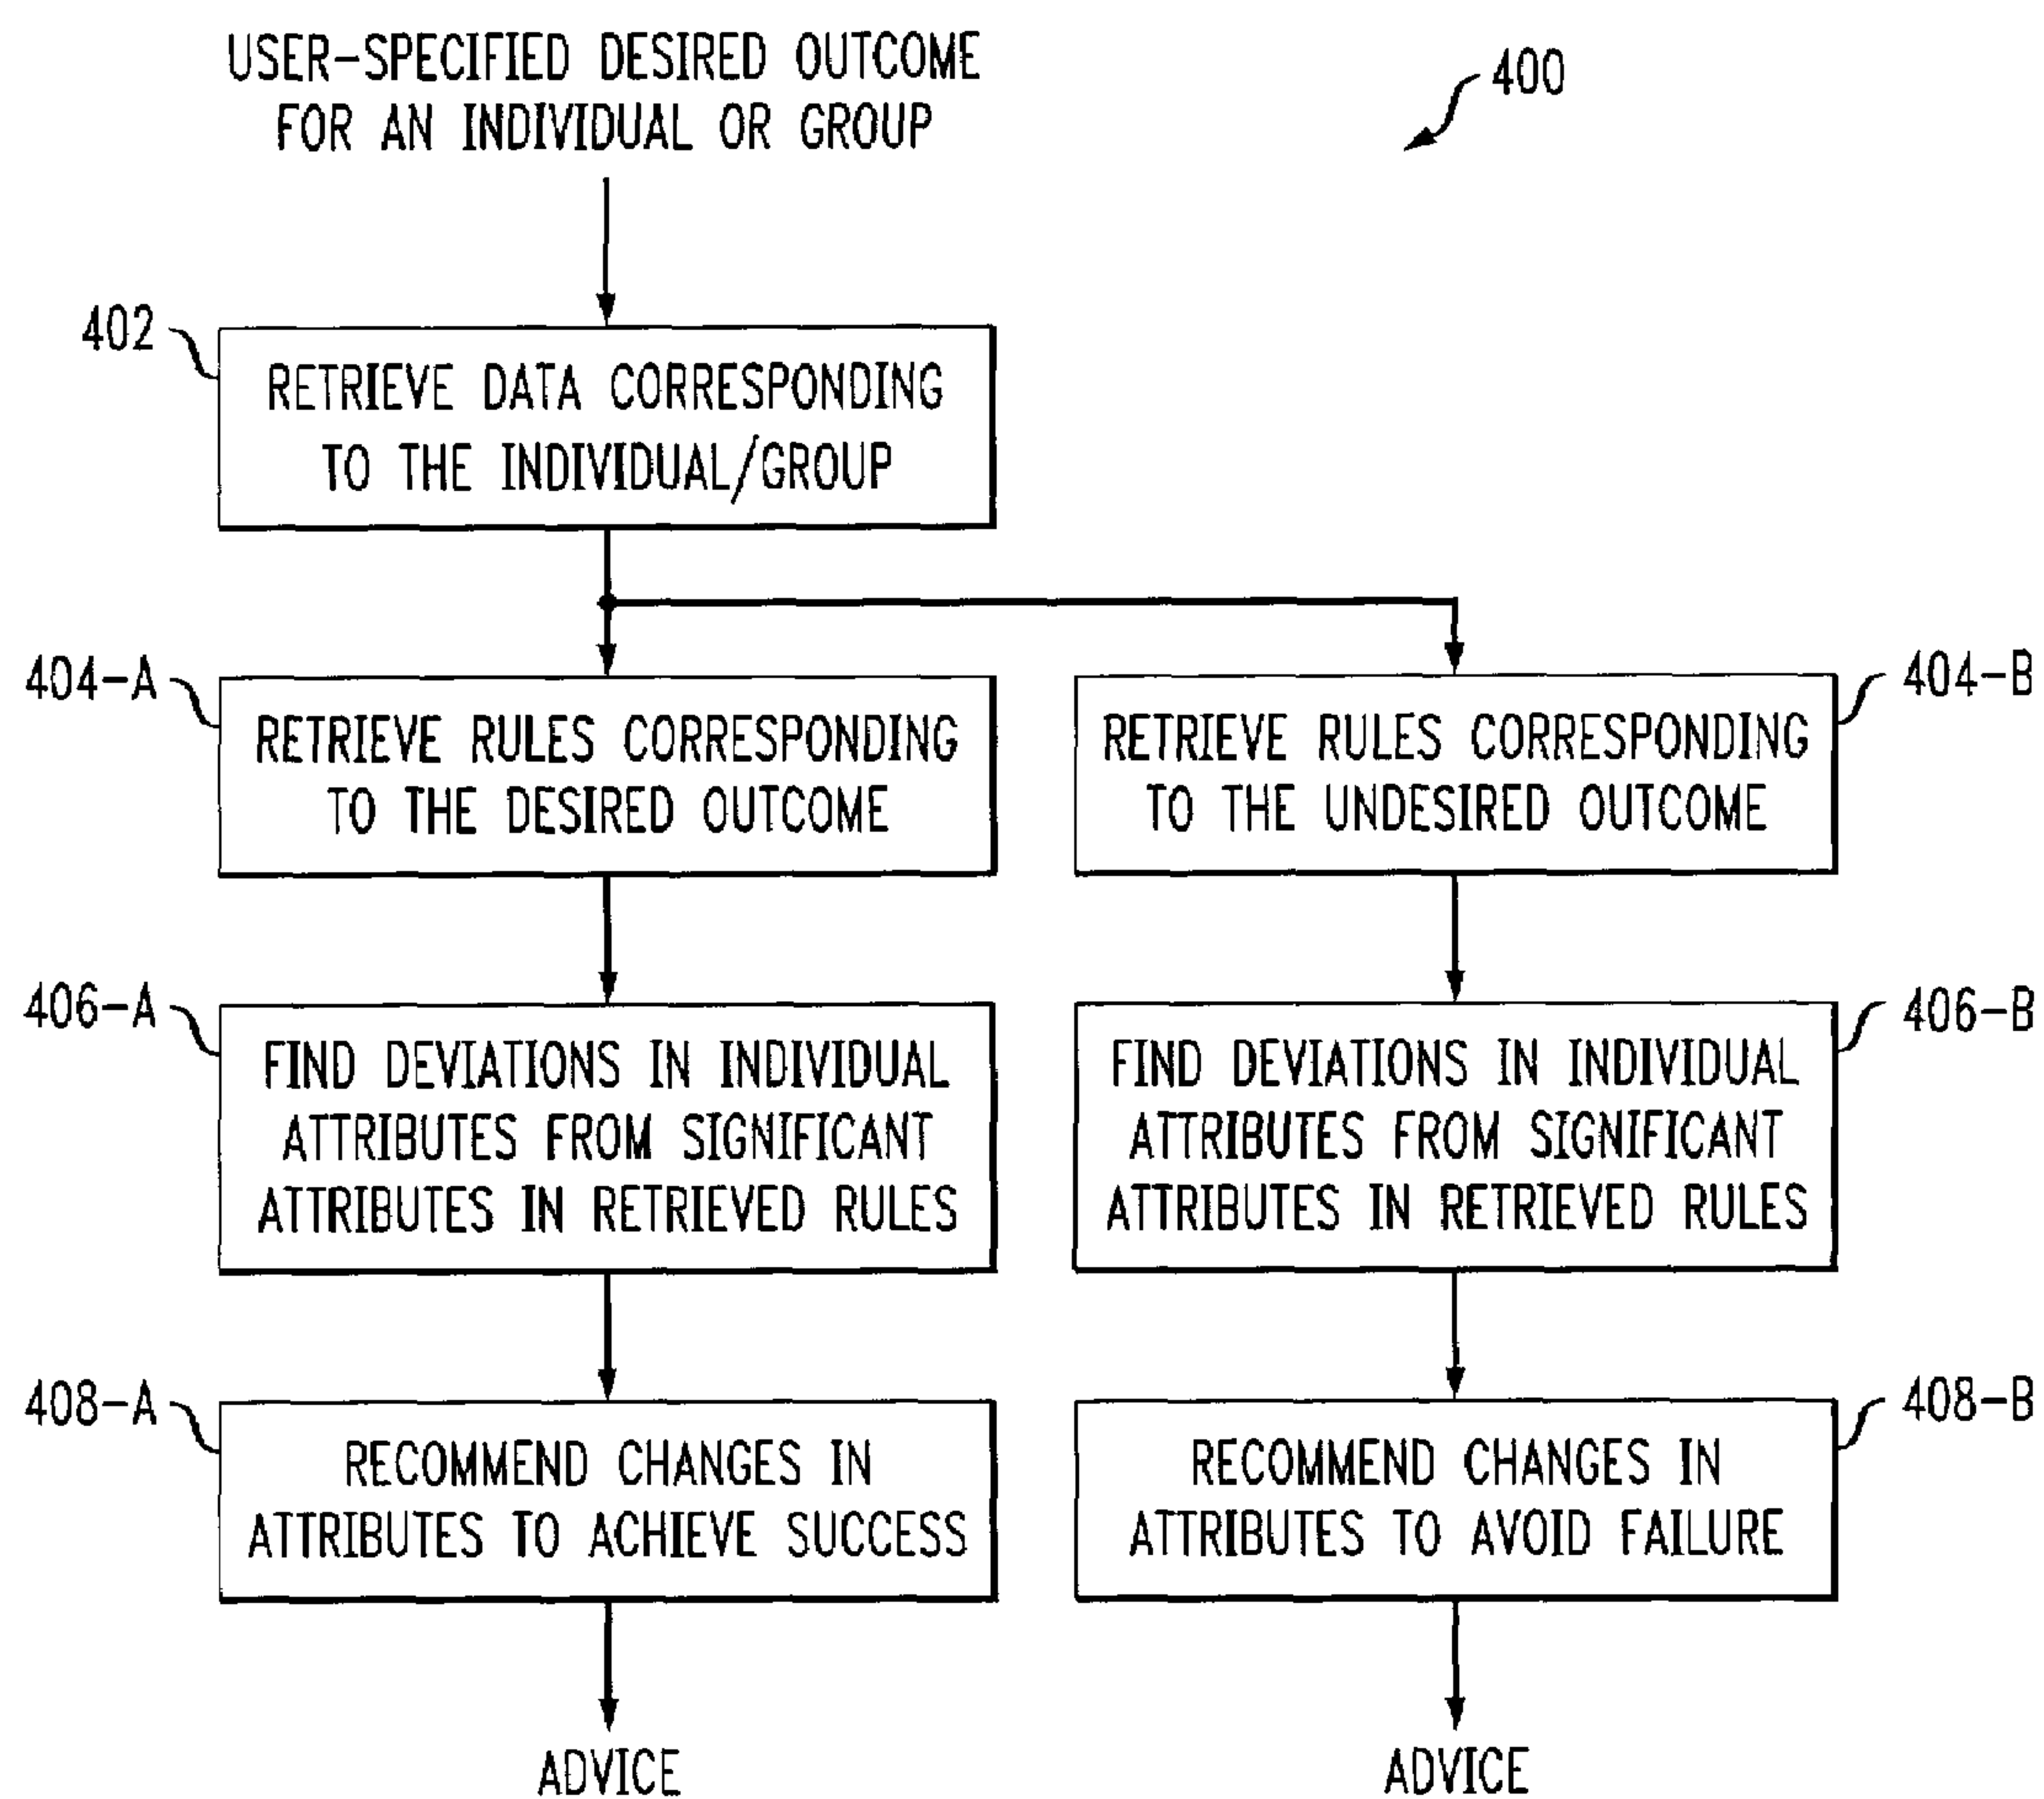 USER-SPECIFIED DESIRED OUTCOME
FOR AN INDIVIDUAL OR GROUP
400
402
RETRIEVE DATA CORRESPONDING
TO THE INDIVIDUAL/GROUP
404-A
RETRIEVE RULES CORRESPONDING
TO THE DESIRED OUTCOME
404-B
RETRIEVE RULES CORRESPONDING
TO THE UNDESIRED OUTCOME
406-A
FIND DEVIATIONS IN INDIVIDUAL
ATTRIBUTES FROM SIGNIFICANT
ATTRIBUTES IN RETRIEVED RULES
406-B
FIND DEVIATIONS IN INDIVIDUAL
ATTRIBUTES FROM SIGNIFICANT
ATTRIBUTES IN RETRIEVED RULES
408-A
RECOMMEND CHANGES IN
ATTRIBUTES TO ACHIEVE SUCCESS
408-B
RECOMMEND CHANGES IN
ATTRIBUTES TO AVOID FAILURE
ADVICE
ADVICE